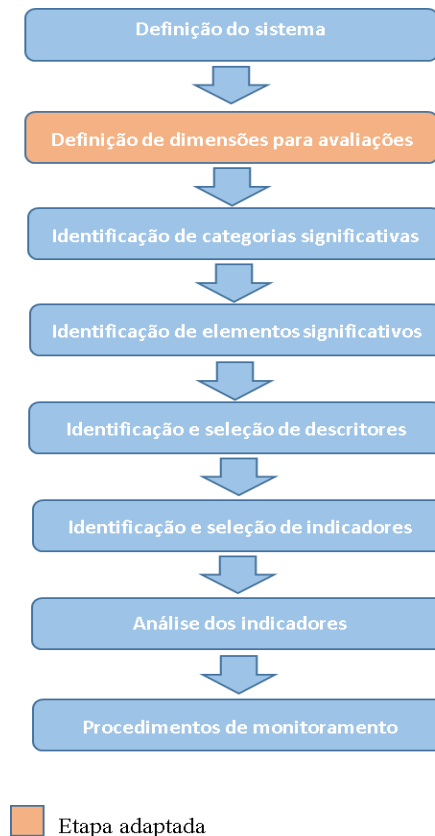 Definição do sistema
Definição de dimensões para avaliações
Identificação de categorias significativas
Identificação de elementos significativos
Identificação e seleção de descritores
Identificação e seleção de indicadores
Análise dos indicadores
Procedimentos de monitoramento
Etapa adaptada